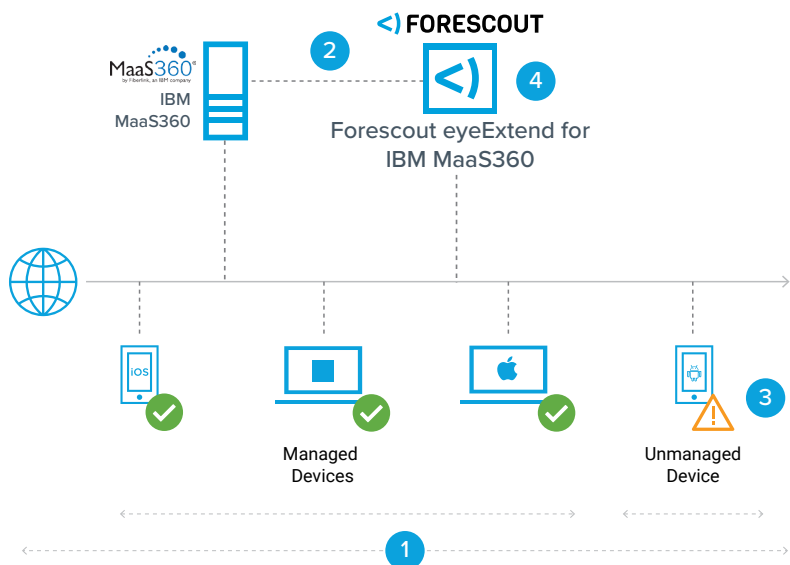 FORESCOUT
2
MaaS360
by Fiberlink, an IBM company
IBM
MaaS360
4
Forescout eyeExtend for
IBM MaaS360
iOS
3
Managed
Devices
Unmanaged
Device
1